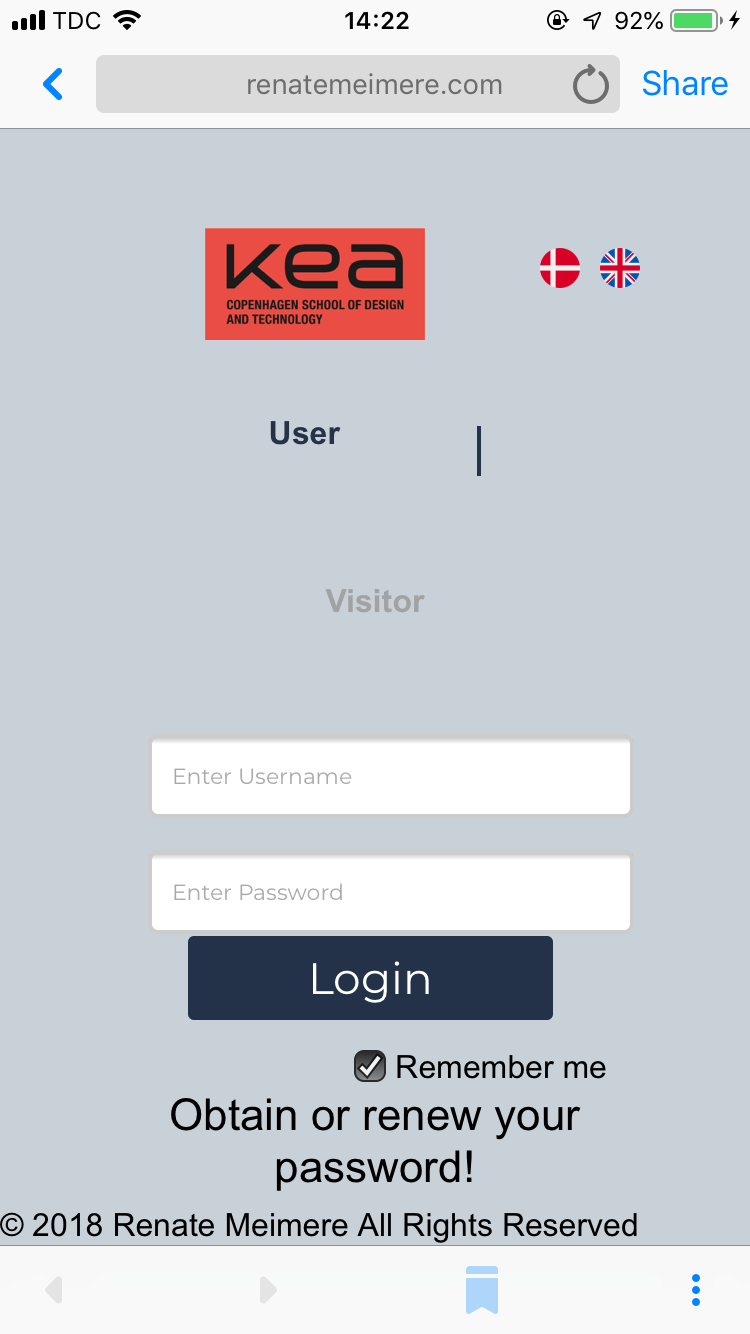 TDC 14:22 92%
renatemeimere.com Share
kea
COPENHAGEN SCHOOL OF DESIGN
AND TECHNOLOGY
User
Visitor
Enter Username
Enter Password
Login
Remember me
Obtain or renew your
password!
© 2018 Renate Meimere All Rights Reserved